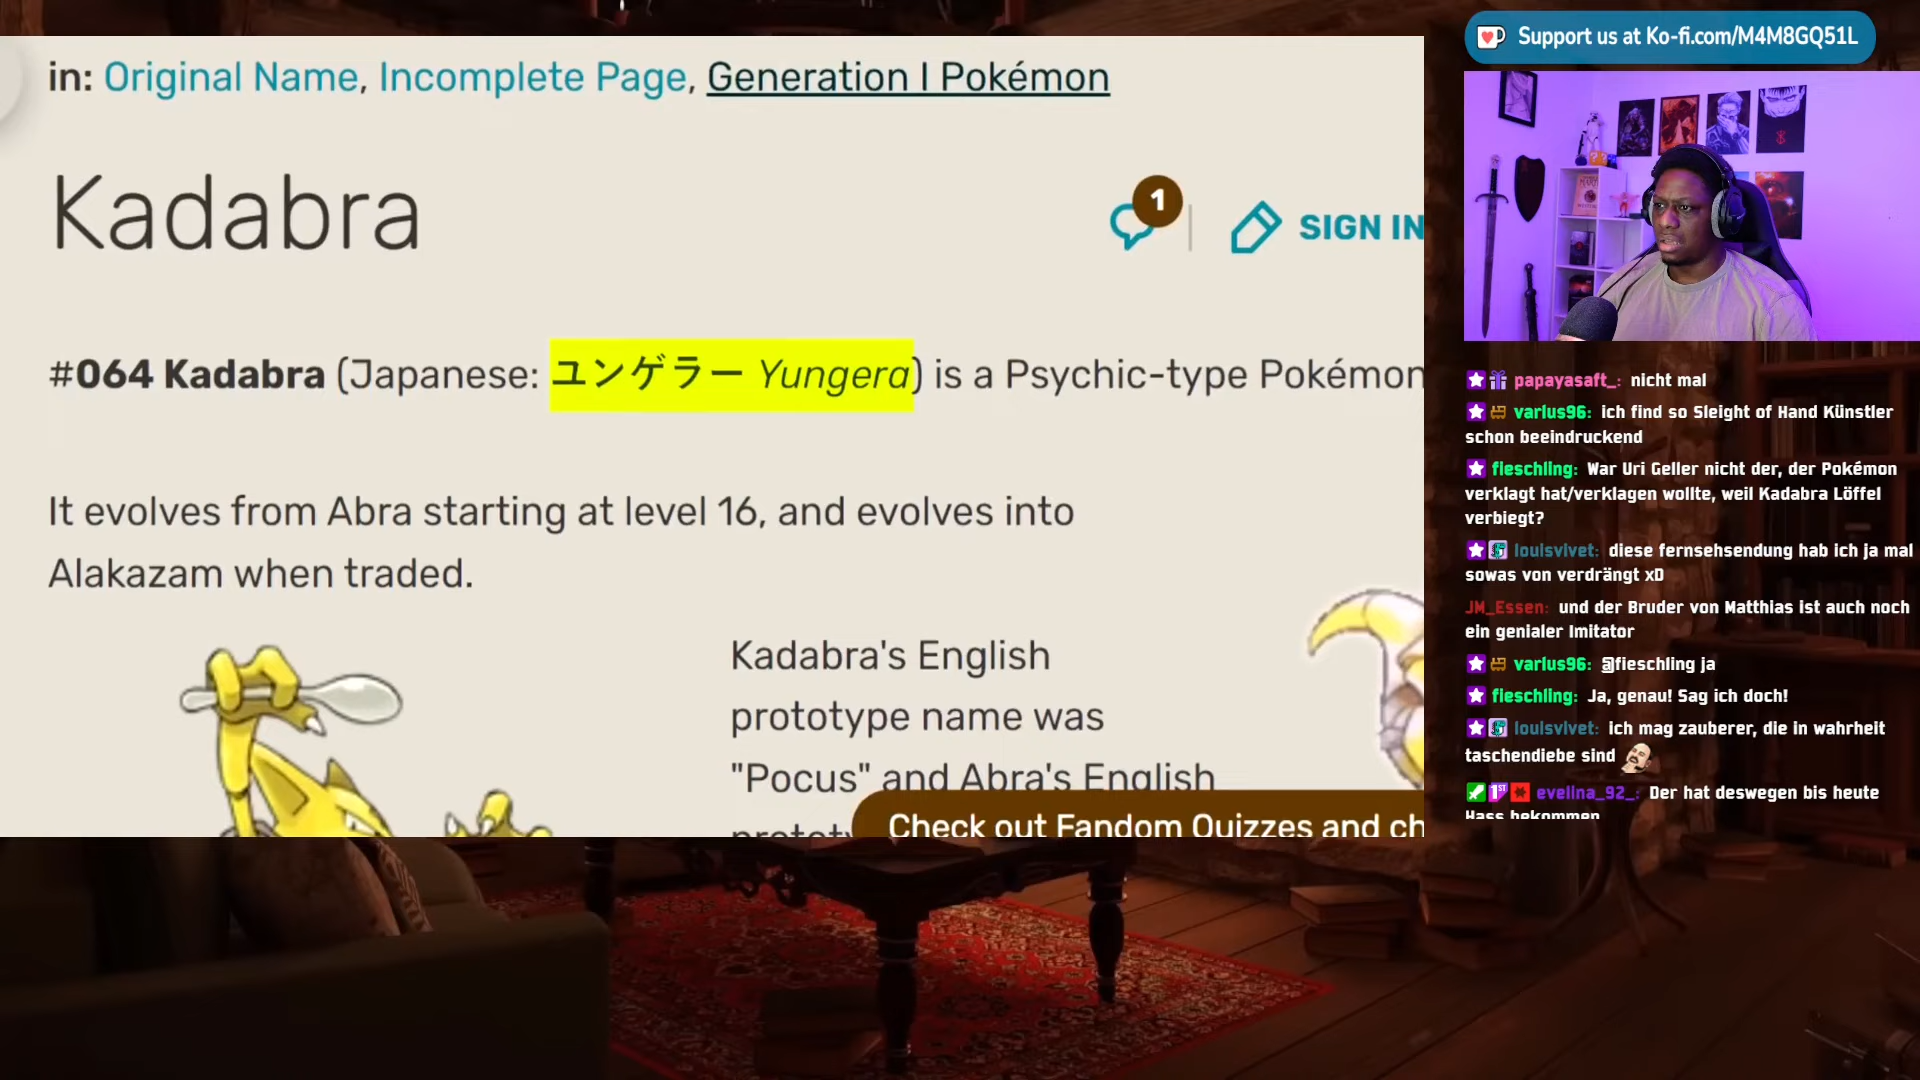 Support us at Ko-fi.com/M4M8GQ51L
in: Original Name, Incomplete Page, Generation I Pokémon
Kadabra
1
SIGN IN
#064 Kadabra (Japanese: ユンゲラー Yungera) is a Psychic-type Pokémon
It evolves from Abra starting at level 16, and evolves into
Alakazam when traded.
Kadabra's English
prototype name was
"Pocus" and Abra's English
Check out Fandom Quizzes and ch
papayasaft_: nicht mal
varius96: ich find so Sleight of Hand Künstler
schon beeindruckend
fieschling: War Uri Geller nicht der, der Pokémon
verklagt hat/verklagen wollte, weil Kadabra Löffel
verbiegt?
louisvivet: diese fernsehsendung hab ich ja mal
sowas von verdrängt xD
JM_Essen: und der Bruder von Matthias ist auch noch
ein genialer Imitator
varius96: @fieschling ja
fieschling: Ja, genau! Sag ich doch!
louisvivet: ich mag zauberer, die in wahrheit
taschendiebe sind
1ST evelina_92_: Der hat deswegen bis heute
Hass bekommen